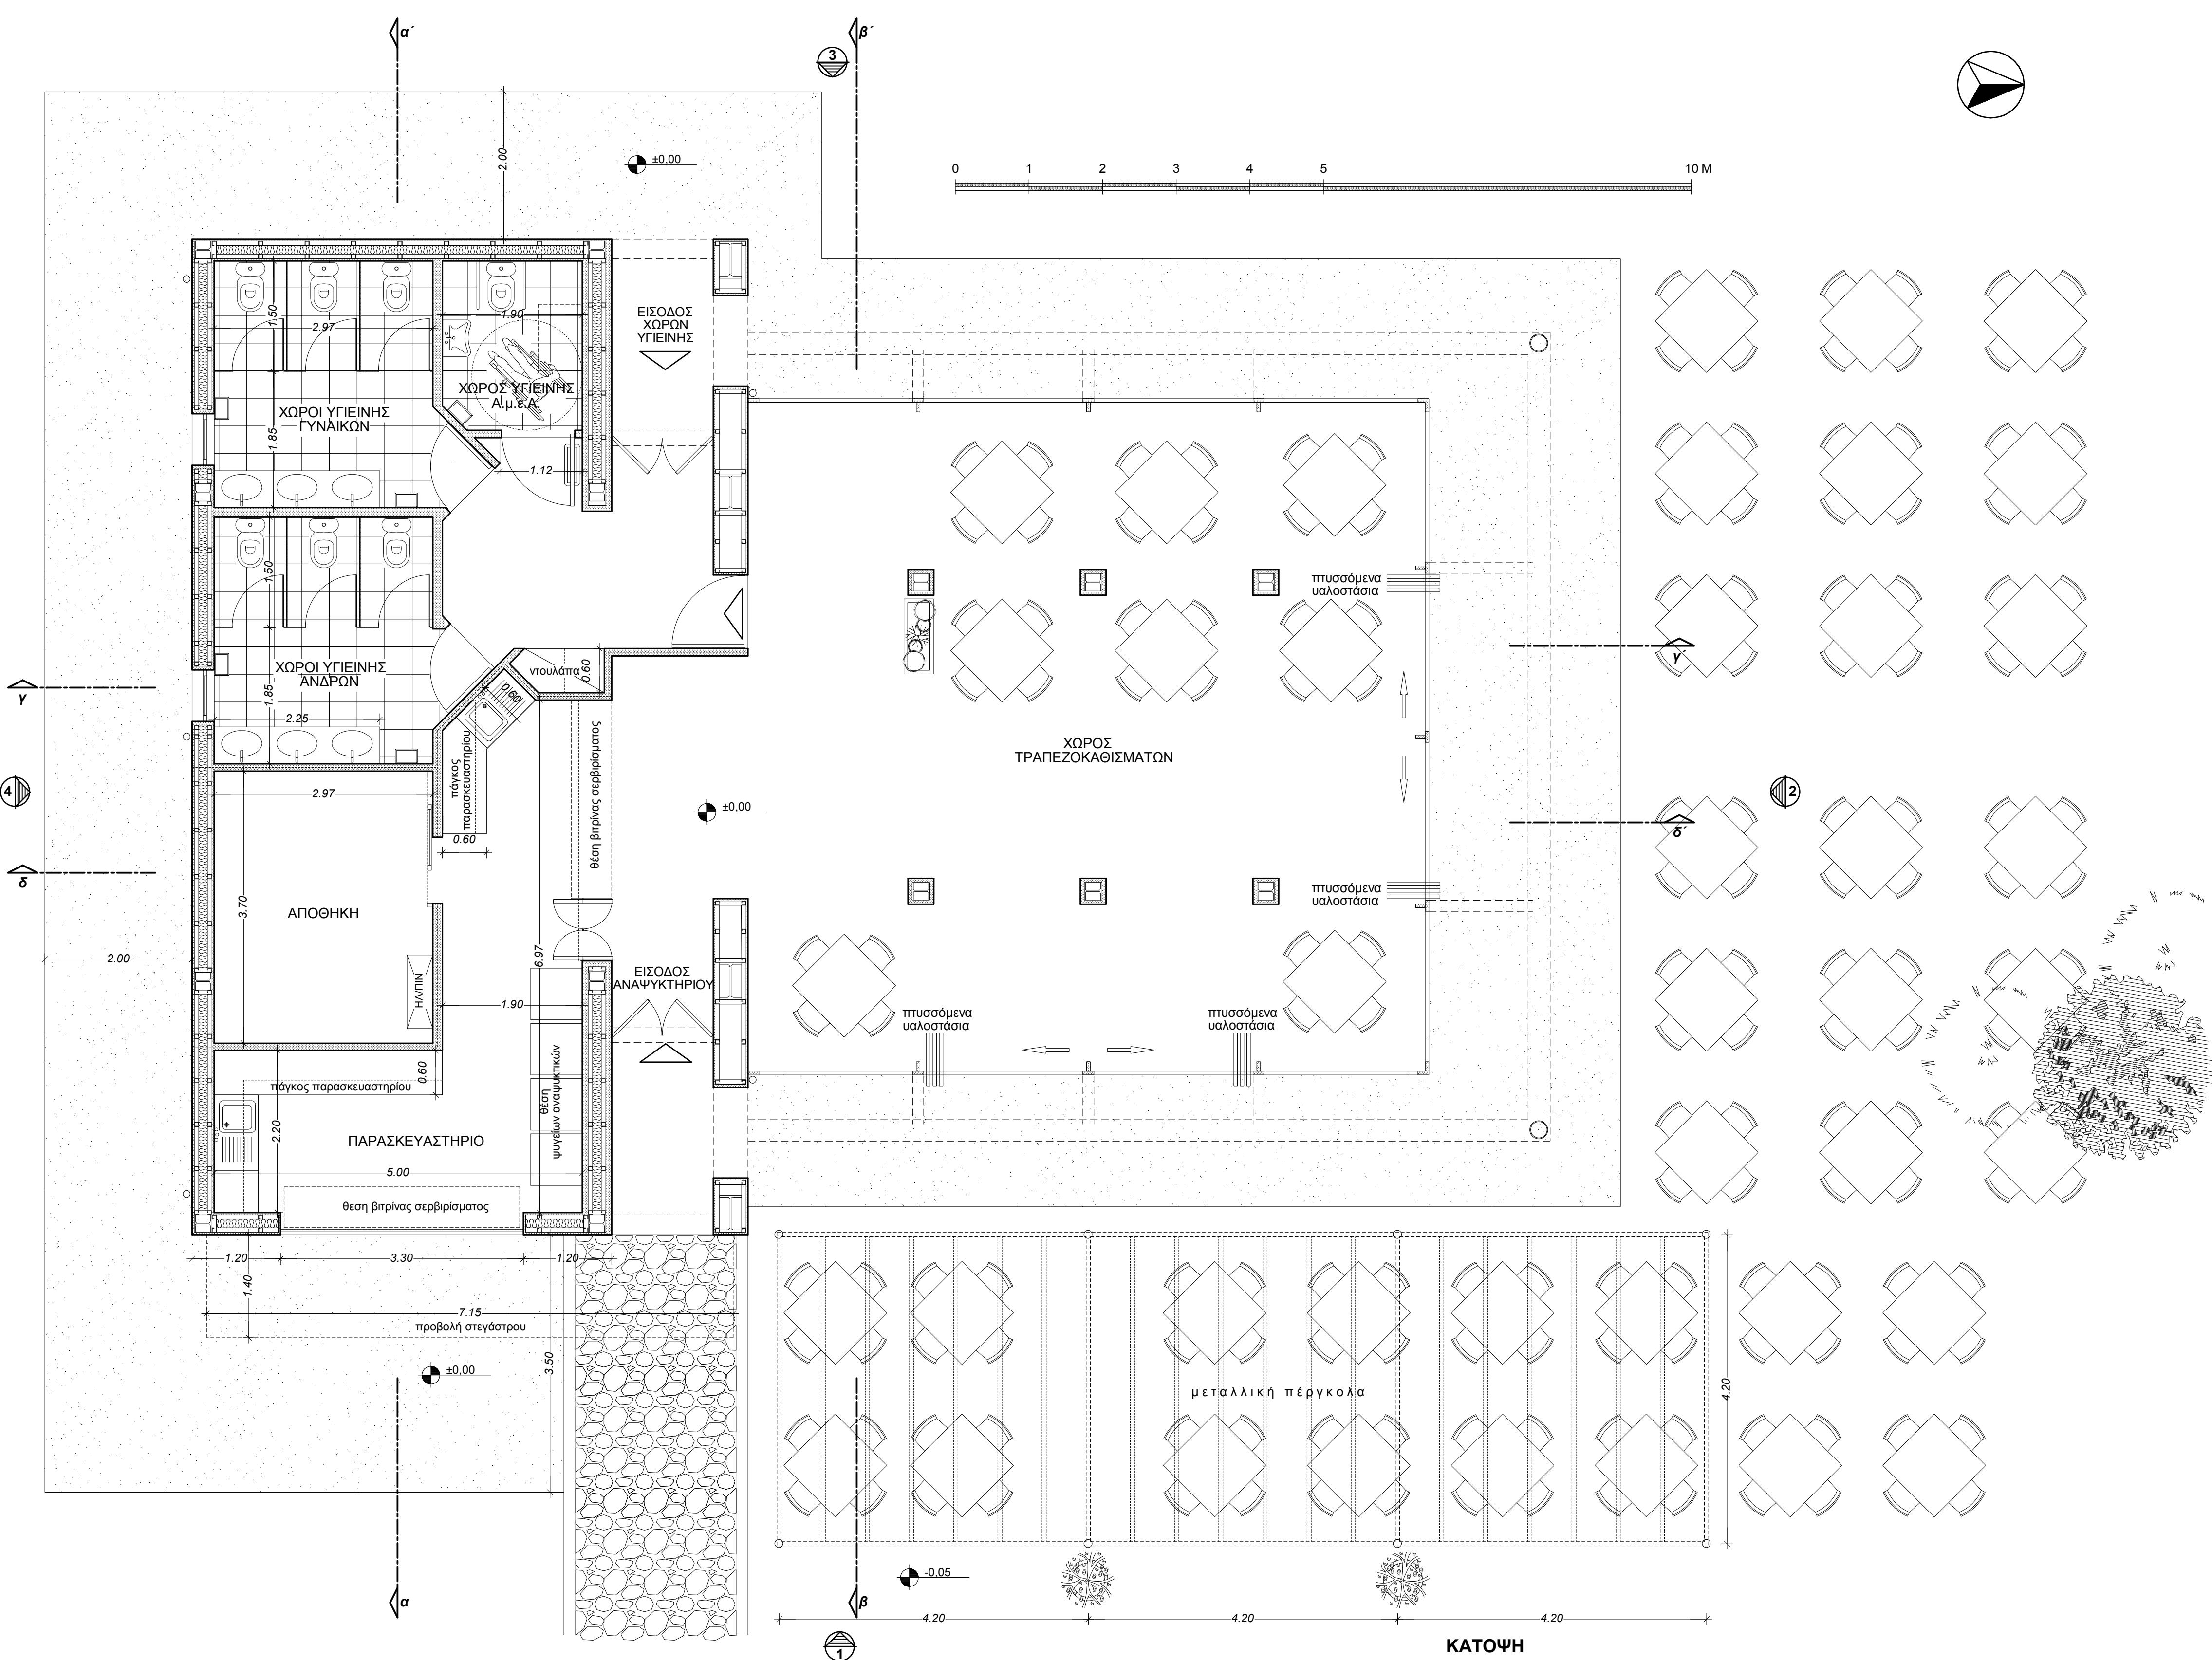 α΄
β΄
3
±0,00
2.00
0 1 2 3 4 5 10 M
1.50
2.97
1.90
ΕΙΣΟΔΟΣ
ΧΩΡΩΝ
ΥΓΙΕΙΝΗΣ
ΧΩΡΟΣ ΥΓΙΕΙΝΗΣ
Α.μ.ε.Α.
ΧΩΡΟΙ ΥΓΙΕΙΝΗΣ
ΓΥΝΑΙΚΩΝ
1.85
1.12
1.50
πτυσσόμενα
υαλοστάσια
ΧΩΡΟΙ ΥΓΙΕΙΝΗΣ
ΑΝΔΡΩΝ
1.85
2.25
ντουλάπα
0.60
0.60
γ
γ΄
πάγκος
παρασκευαστηρίου
θέση βιτρίνας σερβιρίσματος
ΧΩΡΟΣ
ΤΡΑΠΕΖΟΚΑΘΙΣΜΑΤΩΝ
4
2
2.97
±0,00
0.60
δ
δ΄
3.70
ΑΠΟΘΗΚΗ
πτυσσόμενα
υαλοστάσια
2.00
6.97
ΗΛ/ΠΙΝ
1.90
ΕΙΣΟΔΟΣ
ΑΝΑΨΥΚΤΗΡΙΟΥ
πτυσσόμενα
υαλοστάσια
πτυσσόμενα
υαλοστάσια
0.60
πάγκος παρασκευαστηρίου
θέση
ψυγείων αναψυκτικών
2.20
ΠΑΡΑΣΚΕΥΑΣΤΗΡΙΟ
5.00
θεση βιτρίνας σερβιρίσματος
1.20
3.30
1.20
1.40
7.15
προβολή στεγάστρου
3.50
±0,00
μεταλλική πέργκολα
4.20
-0,05
α
β
4.20
4.20
4.20
1
ΚΑΤΟΨΗ